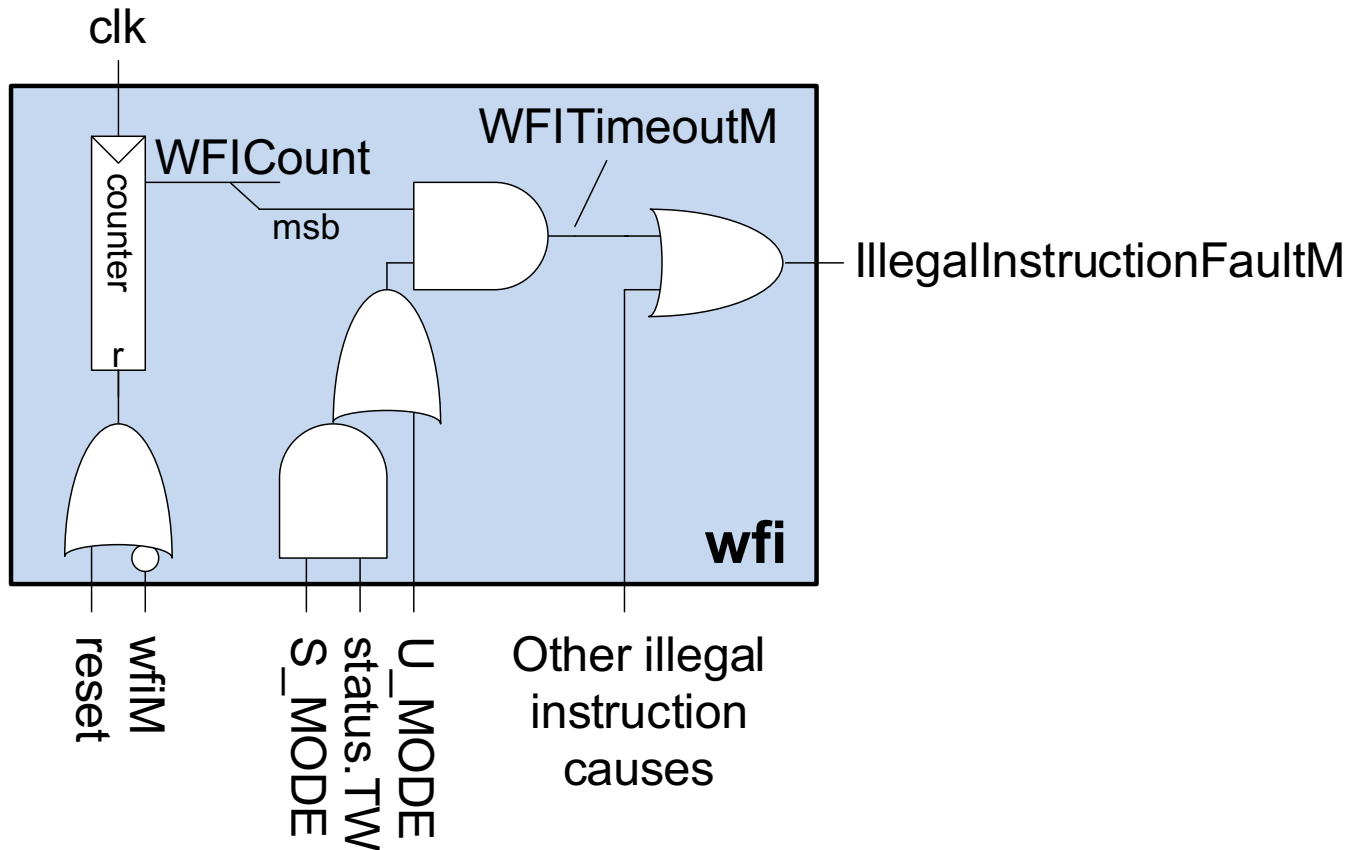 clk
WFICount
WFITimeoutM
counter
msb
r
IllegalInstructionFaultM
wfi
reset
wfiM
S_MODE
status.TW
U_MODE
Other illegal
instruction
causes